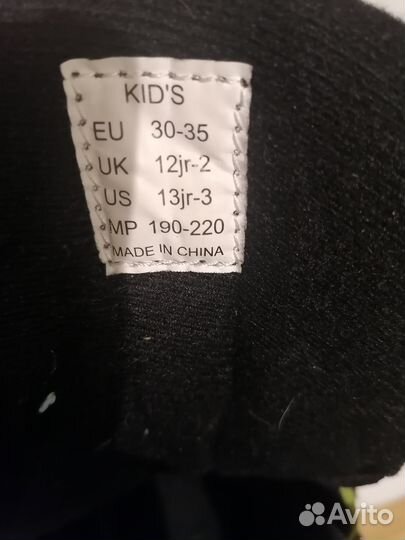 KID'S
EU 30-35
UK 12jr-2
US 13jr-3
MP 190-220
MADE IN CHINA
Avito